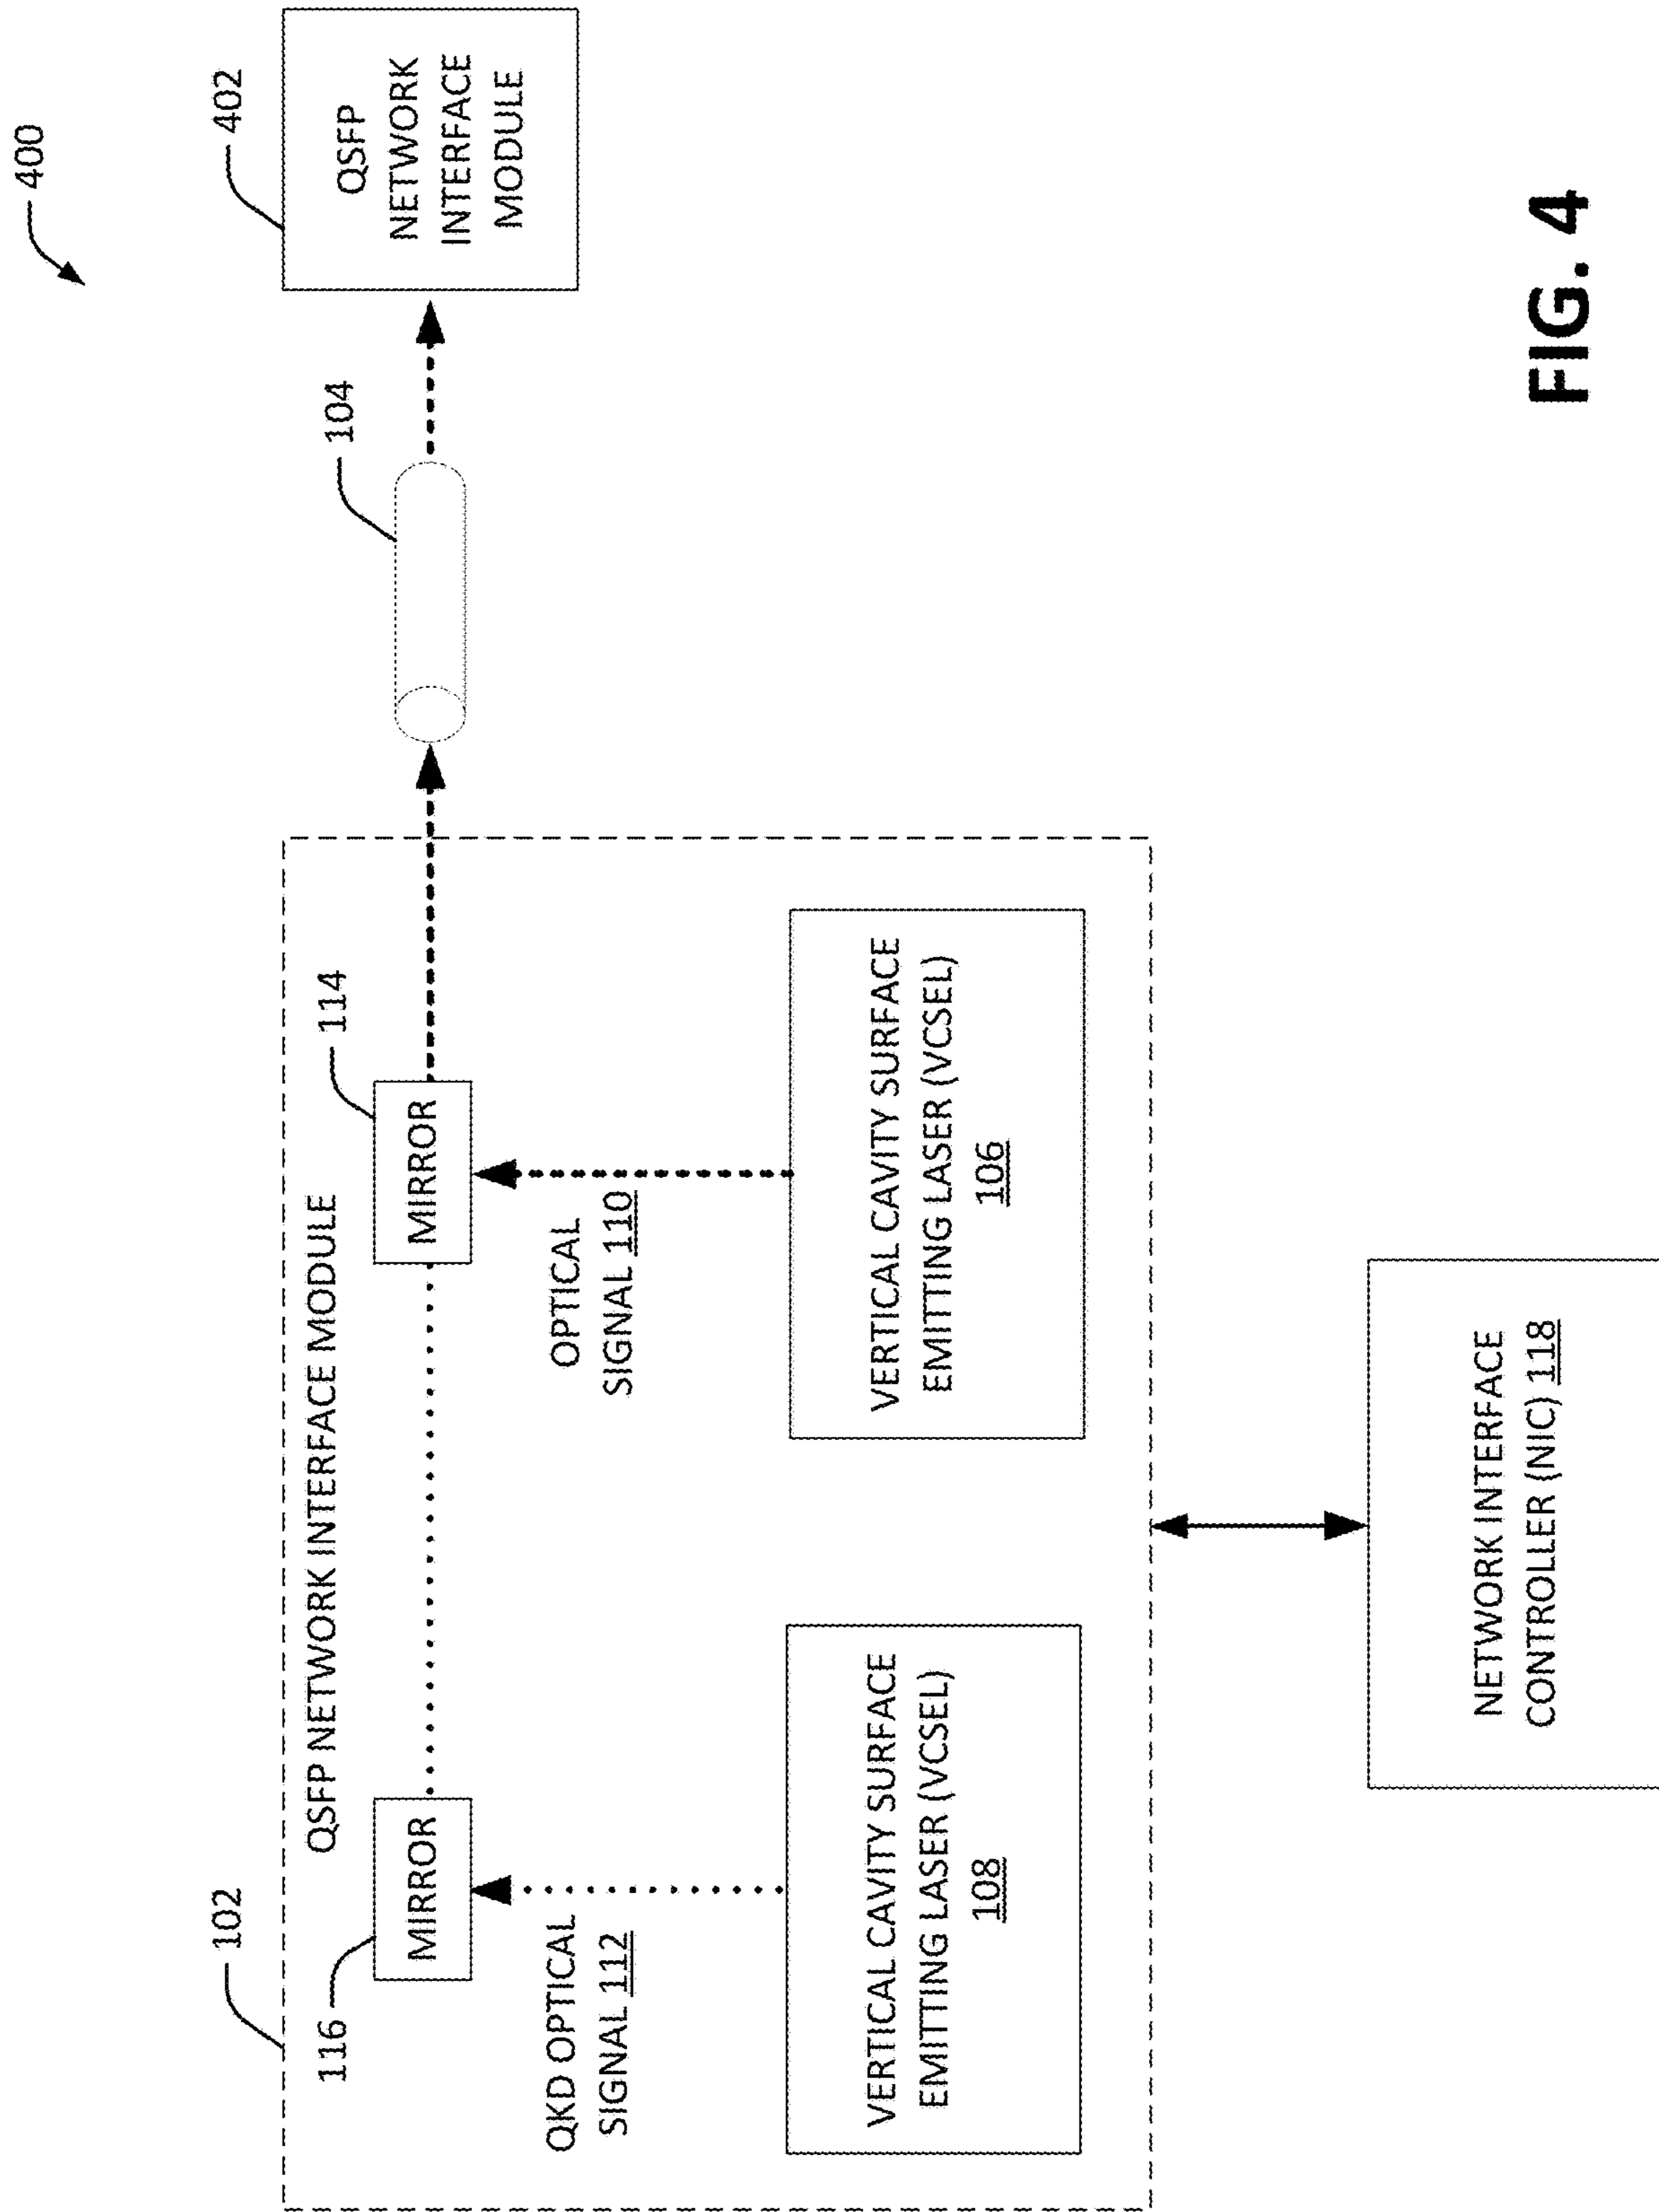 400
102
QSFP NETWORK INTERFACE MODULE
116
MIRROR
114
MIRROR
104
402
QSFP
NETWORK
INTERFACE
MODULE
QKD OPTICAL
SIGNAL 112
OPTICAL
SIGNAL 110
VERTICAL CAVITY SURFACE
EMITTING LASER (VCSEL)
108
VERTICAL CAVITY SURFACE
EMITTING LASER (VCSEL)
106
NETWORK INTERFACE
CONTROLLER (NIC) 118
FIG. 4